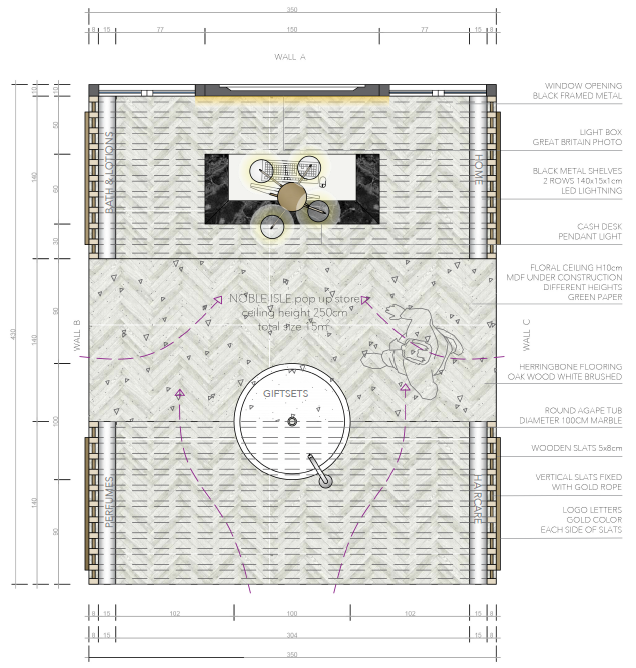 350
8 15 77 150 77 15 8
WALL A
WINDOW OPENING
BLACK FRAMED METAL
LIGHT BOX
GREAT BRITAIN PHOTO
BLACK METAL SHELVES
2 ROWS 140x15x1cm
LED LIGHTNING
CASH DESK
PENDANT LIGHT
FLORAL CEILING H10cm
MDF UNDER CONSTRUCTION
DIFFERENT HEIGHTS
GREEN PAPER
HERRINGBONE FLOORING
OAK WOOD WHITE BRUSHED
ROUND AGAPE TUB
DIAMETER 100CM MARBLE
WOODEN SLATS 5x8cm
VERTICAL SLATS FIXED
WITH GOLD ROPE
LOGO LETTERS
GOLD COLOR
EACH SIDE OF SLATS
BATH & LOTIONS
HOME
NOBLE ISLE pop up store
ceiling height 250cm
total size 15m
WALL B
WALL C
GIFTSETS
PERFUMES
HAIRCARE
430
10 140 140 140
10 50 60 30 90 100 90
8 15 102 100 102 15 8
304
350